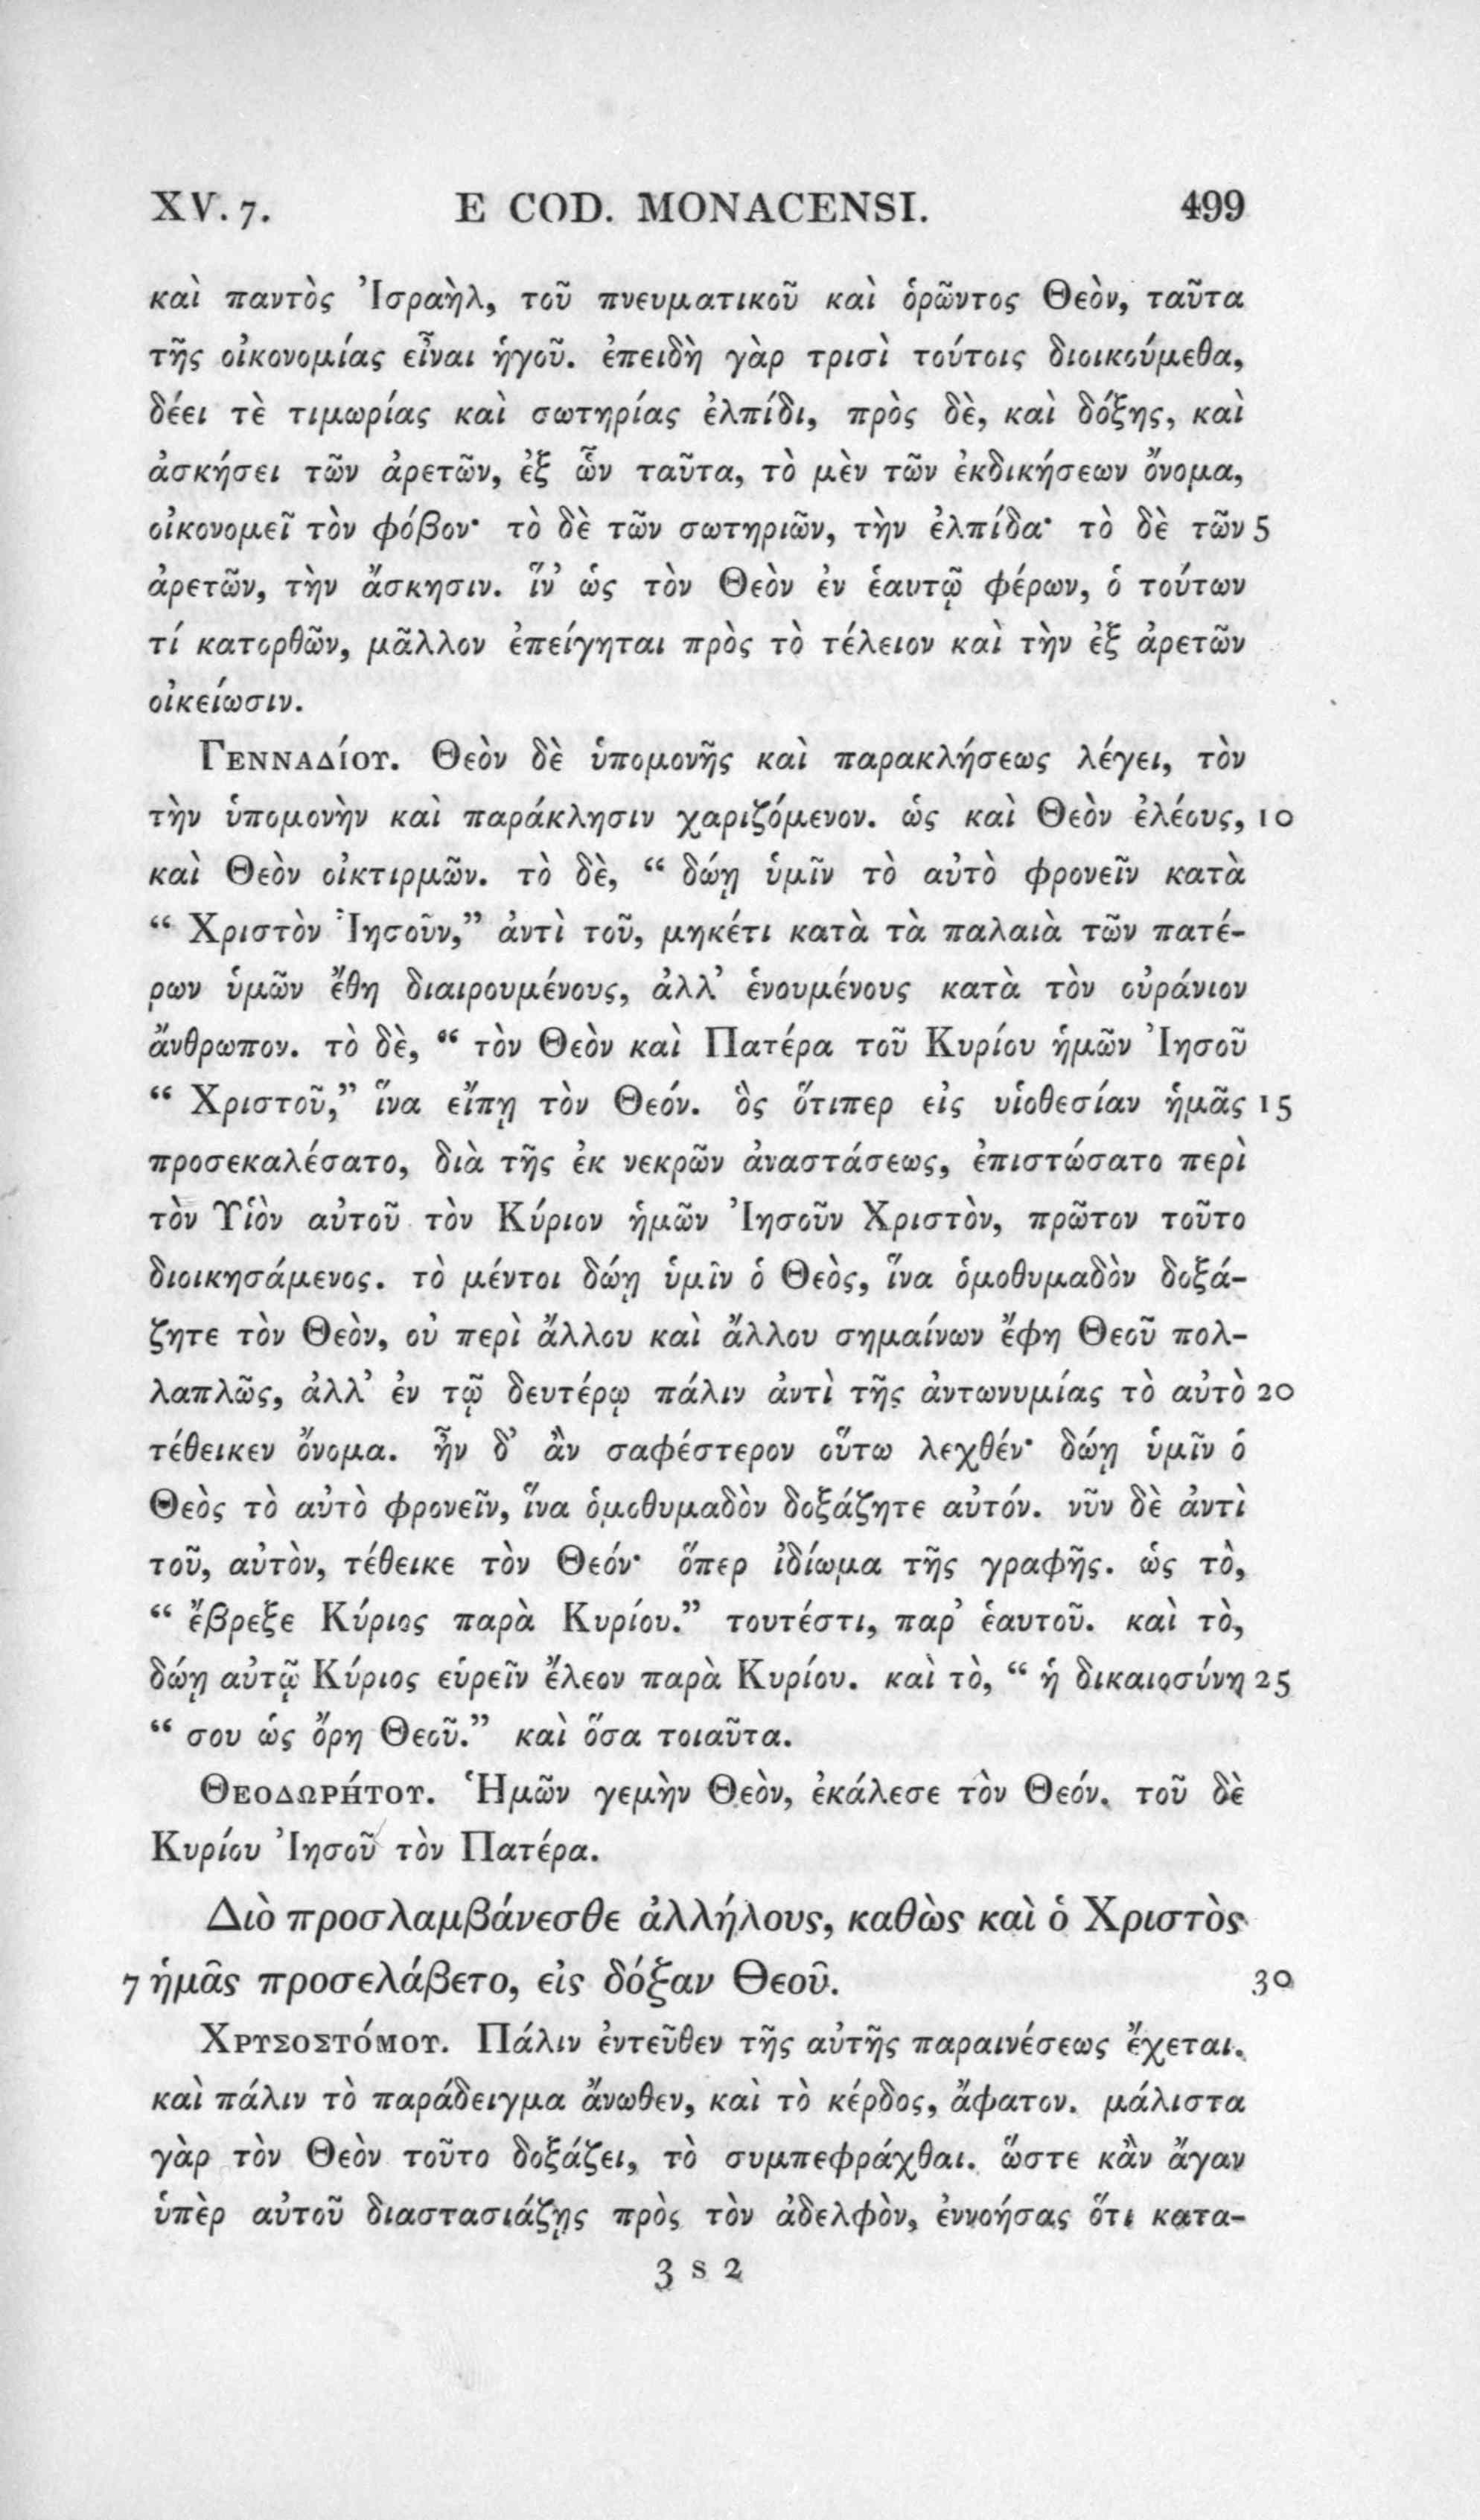 XV. 7. E COD. MONACENSI. 499
καὶ παντὸς Ἰσραὴλ, τοῦ πνευματικοῦ καὶ ὁρῶντος Θεὸν, ταῦτα
τῆς οἰκονομίας εἶναι ἡγοῦ. ἐπειδὴ γὰρ τρισὶ τούτοις διοικούμεθα,
δέει τὲ τιμωρίας καὶ σωτηρίας ἐλπίδι, πρὸς δὲ, καὶ δόξης, καὶ
ἀσκήσει τῶν ἀρετῶν, ἐξ ὧν ταῦτα, τὸ μὲν τῶν ἐκδικήσεων ὄνομα,
οἰκονομεῖ τὸν φόβον· τὸ δὲ τῶν σωτηριῶν, τὴν ἐλπίδα· τὸ δὲ τῶν 5
ἀρετῶν, τὴν ἄσκησιν. ἵν’ ὡς τὸν Θεὸν ἐν ἑαυτῷ φέρων, ὁ τούτων
τί κατορθῶν, μᾶλλον ἐπείγηται πρὸς τὸ τέλειον καὶ τὴν ἐξ ἀρετῶν
οἰκείωσιν.
ΓΕΝΝΑΔίΟΥ. Θεὸν δὲ ὑπομονῆς καὶ παρακλήσεως λέγει, τὸν
τὴν ὑπομονὴν καὶ παράκλησιν χαριζόμενον. ὡς καὶ Θεὸν ἐλέους, 10
καὶ Θεὸν οἰκτιρμῶν. τὸ δὲ, “ δώῃ ὑμῖν τὸ αὐτὸ φρονεῖν κατὰ
“ Χριστὸν Ἰησοῦν,” ἀντὶ τοῦ, μηκέτι κατὰ τὰ παλαιὰ τῶν πατέ-
ρων ὑμῶν ἔθη διαιρουμένους, ἀλλ’ ἑνουμένους κατὰ τὸν οὐράνιον
ἄνθρωπον. τὸ δὲ, “ τὸν Θεὸν καὶ Πατέρα τοῦ Κυρίου ἡμῶν Ἰησοῦ
“ Χριστοῦ,” ἵνα εἴπῃ τὸν Θεόν. ὃς ὅτιπερ εἰς υἱοθεσίαν ἡμᾶς 15
προσεκαλέσατο, διὰ τῆς ἐκ νεκρῶν ἀναστάσεως, ἐπιστώσατο περὶ
τὸν Υἱὸν αὐτοῦ τὸν Κύριον ἡμῶν Ἰησοῦν Χριστὸν, πρῶτον τοῦτο
διοικησάμενος. τὸ μέντοι δώῃ ὑμῖν ὁ Θεὸς, ἵνα ὁμοθυμαδὸν δοξά-
ζητε τὸν Θεὸν, οὐ περὶ ἄλλου καὶ ἄλλου σημαίνων ἔφη Θεοῦ πολ-
λαπλῶς, ἀλλ’ ἐν τῷ δευτέρῳ πάλιν ἀντὶ τῆς ἀντωνυμίας τὸ αὐτὸ 20
τέθεικεν ὄνομα. ἦν δ’ ἂν σαφέστερον οὕτω λεχθέν· δώῃ ὑμῖν ὁ
Θεὸς τὸ αὐτὸ φρονεῖν, ἵνα ὁμοθυμαδὸν δοξάζητε αὐτόν. νῦν δὲ ἀντὶ
τοῦ, αὐτὸν, τέθεικε τὸν Θεόν· ὅπερ ἰδίωμα τῆς γραφῆς. ὡς τὸ,
“ ἔβρεξε Κύριος παρὰ Κυρίου.” τουτέστι, παρ’ ἑαυτοῦ. καὶ τὸ,
δώῃ αὐτῷ Κύριος εὑρεῖν ἔλεον παρὰ Κυρίου. καὶ τὸ, “ ἡ δικαιοσύνη 25
“ σου ὡς ὄρη Θεοῦ.” καὶ ὅσα τοιαῦτα.
ΘΕΟΔΩΡήΤΟΥ. Ἡμῶν γεμὴν Θεὸν, ἐκάλεσε τὸν Θεόν. τοῦ δὲ
Κυρίου Ἰησοῦ τὸν Πατέρα.
Διὸ προσλαμβάνεσθε ἀλλήλους, καθὼς καὶ ὁ Χριστὸς
7 ἡμᾶς προσελάβετο, εἰς δόξαν Θεοῦ. 30
ΧΡΥΣΟΣΤόΜΟΥ. Πάλιν ἐντεῦθεν τῆς αὐτῆς παραινέσεως ἔχεται.
καὶ πάλιν τὸ παράδειγμα ἄνωθεν, καὶ τὸ κέρδος, ἄφατον. μάλιστα
γὰρ τὸν Θεὸν τοῦτο δοξάζει, τὸ συμπεφράχθαι. ὥστε κἂν ἄγαν
ὑπὲρ αὐτοῦ διαστασιάζῃς πρὸς τὸν ἀδελφὸν, ἐννοήσας ὅτι κατα-
3 s 2